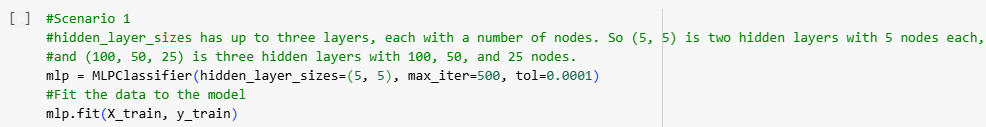 [ ] #Scenario 1
#hidden_layer_sizes has up to three layers, each with a number of nodes. So (5, 5) is two hidden layers with 5 nodes each,
#and (100, 50, 25) is three hidden layers with 100, 50, and 25 nodes.
mlp = MLPClassifier(hidden_layer_sizes=(5, 5), max_iter=500, tol=0.0001)
#Fit the data to the model
mlp.fit(X_train, y_train)